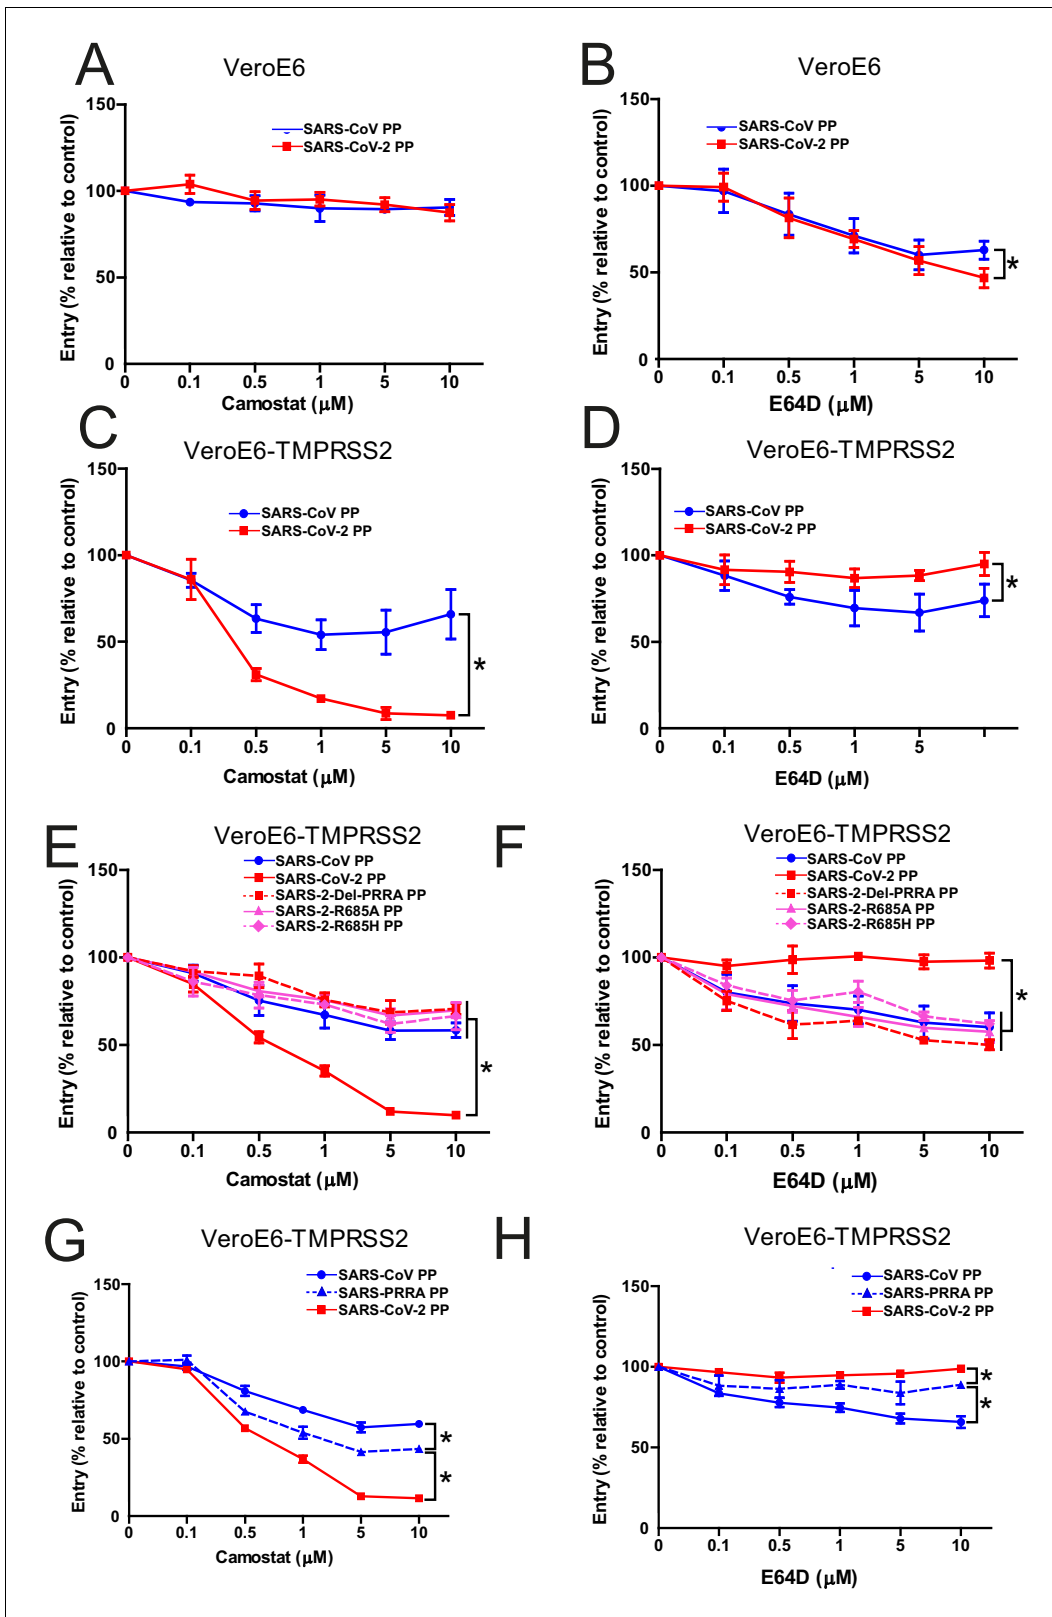 A
VeroE6
SARS-CoV PP
SARS-CoV-2 PP
Entry (% relative to control)
150
100
50
0
0 0.1 0.5 1 5 10
Camostat (μM)
B
VeroE6
SARS-CoV PP
SARS-CoV-2 PP
Entry (% relative to control)
150
100
50
0
0 0.1 0.5 1 5 10
E64D (μM)
*
C
VeroE6-TMPRSS2
SARS-CoV PP
SARS-CoV-2 PP
Entry (% relative to control)
150
100
50
0
0 0.1 0.5 1 5 10
Camostat (μM)
*
D
VeroE6-TMPRSS2
SARS-CoV PP
SARS-CoV-2 PP
Entry (% relative to control)
150
100
50
0
0 0.1 0.5 1 5 10
E64D (μM)
*
E
VeroE6-TMPRSS2
SARS-CoV PP
SARS-CoV-2 PP
SARS-2-Del-PRRA PP
SARS-2-R685A PP
SARS-2-R685H PP
Entry (% relative to control)
150
100
50
0
0 0.1 0.5 1 5 10
Camostat (μM)
*
F
VeroE6-TMPRSS2
SARS-CoV PP
SARS-CoV-2 PP
SARS-2-Del-PRRA PP
SARS-2-R685A PP
SARS-2-R685H PP
Entry (% relative to control)
150
100
50
0
0 0.1 0.5 1 5 10
E64D (μM)
*
G
VeroE6-TMPRSS2
SARS-CoV PP
SARS-PRRA PP
SARS-CoV-2 PP
Entry (% relative to control)
150
100
50
0
0 0.1 0.5 1 5 10
Camostat (μM)
*
*
H
VeroE6-TMPRSS2
SARS-CoV PP
SARS-PRRA PP
SARS-CoV-2 PP
Entry (% relative to control)
150
100
50
0
0 0.1 0.5 1 5 10
E64D (μM)
*
*